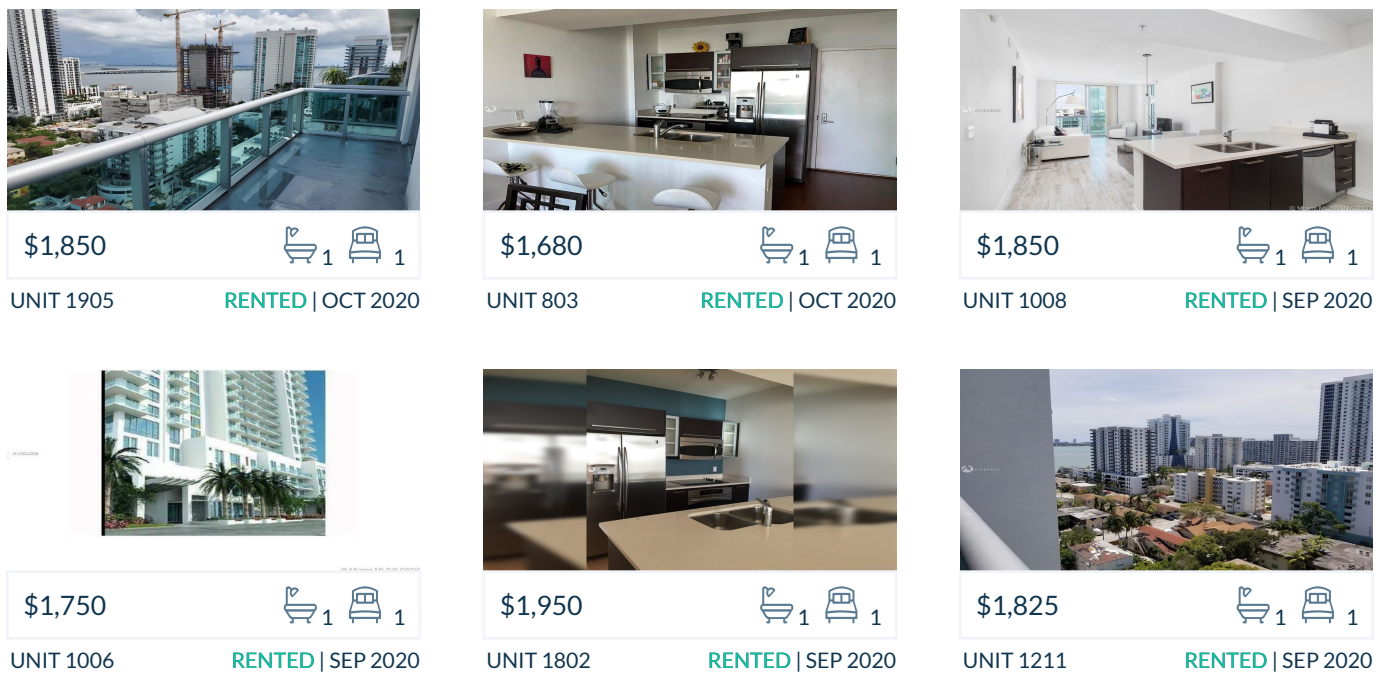 $1,850
1
1
UNIT 1905
RENTED | OCT 2020
$1,680
1
1
UNIT 803
RENTED | OCT 2020
$1,850
1
1
UNIT 1008
RENTED | SEP 2020
$1,750
1
1
UNIT 1006
RENTED | SEP 2020
$1,950
1
1
UNIT 1802
RENTED | SEP 2020
$1,825
1
1
UNIT 1211
RENTED | SEP 2020